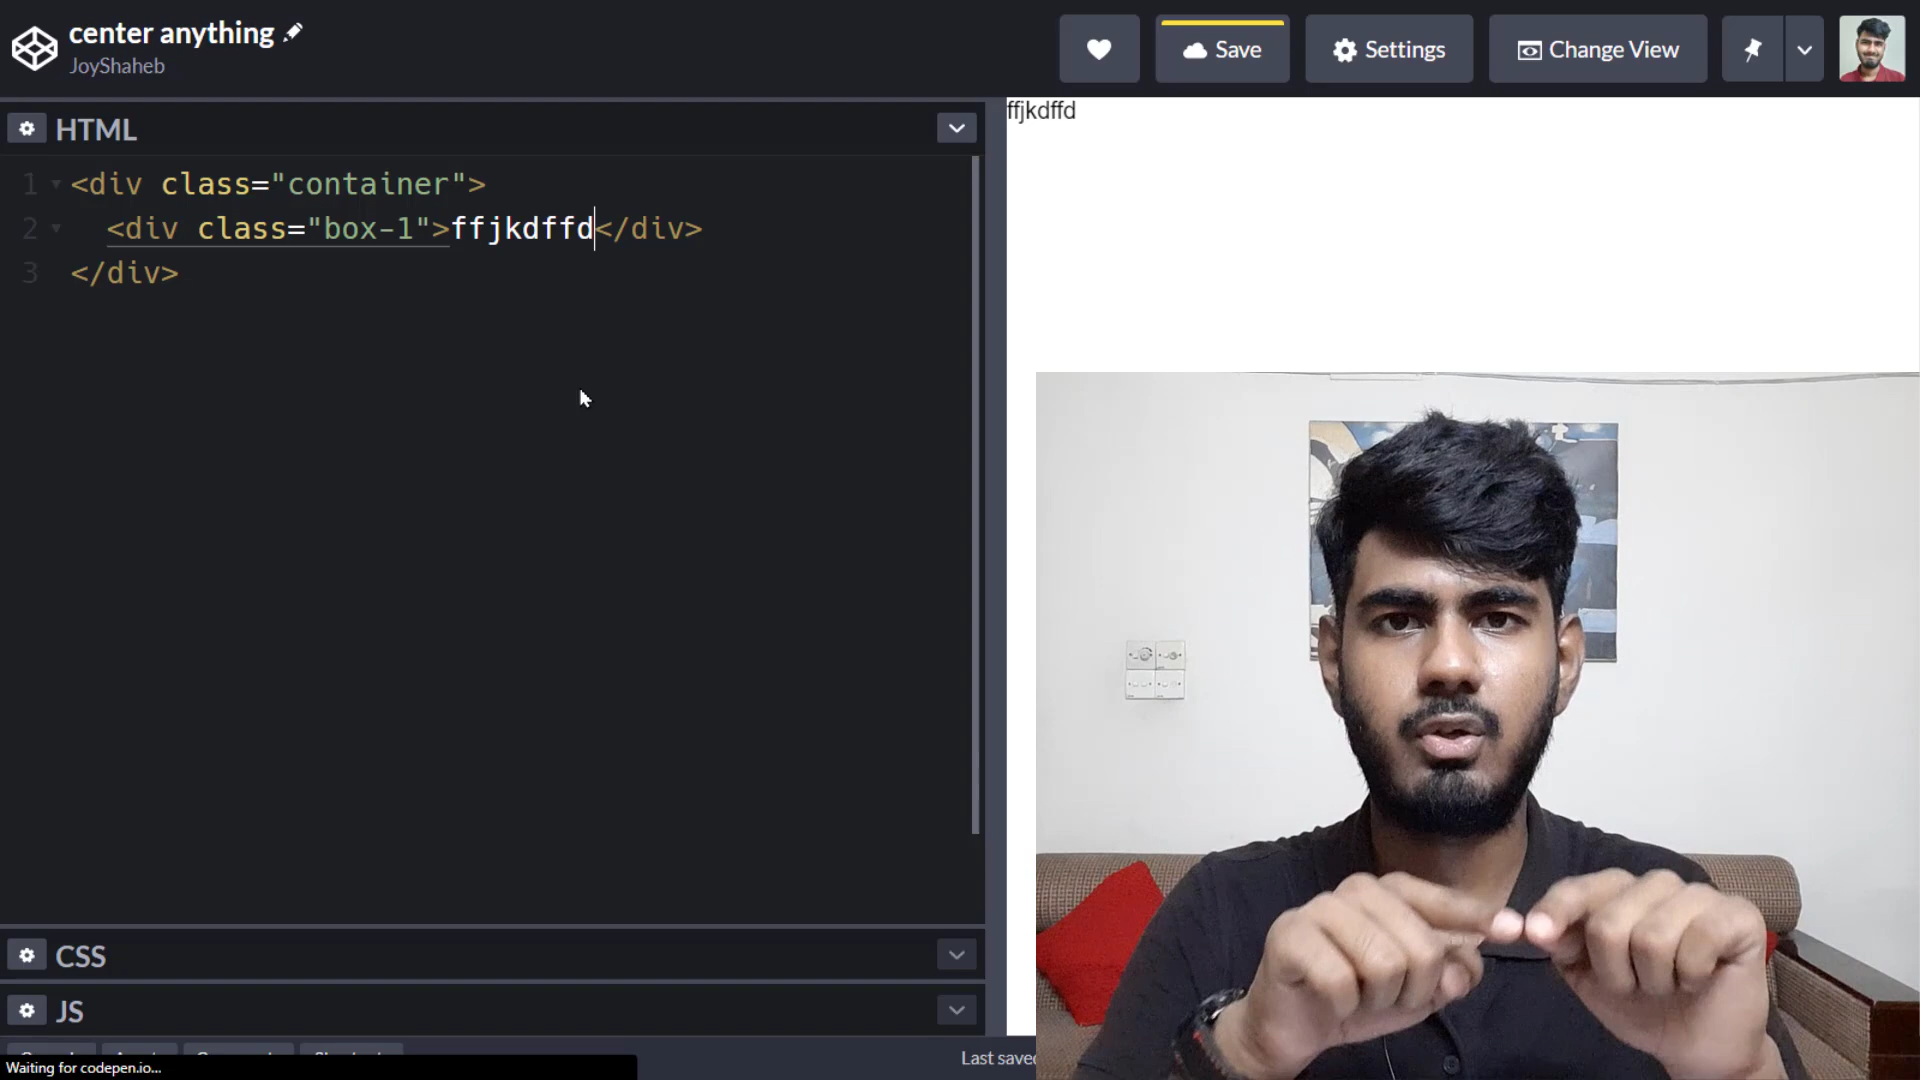 center anything
JoyShaheb
Save
Settings
Change View
HTML
1 <div class="container">
2 <div class="box-1">ffjkdffd</div>
3 </div>
ffjkdffd
CSS
JS
Last saved
Waiting for codepen.io...